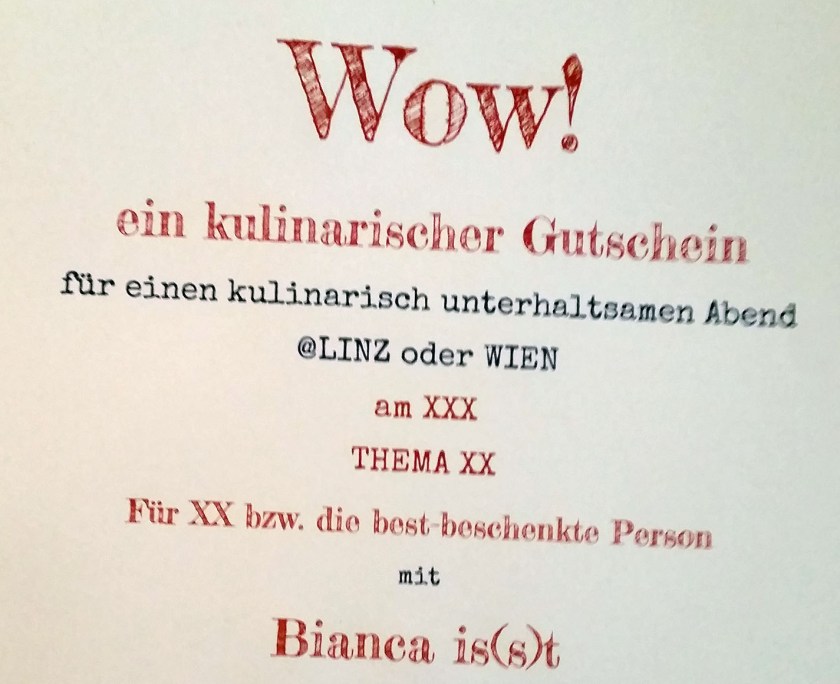 Wow!
ein kulinarischer Gutschein
für einen kulinarisch unterhaltsamen Abend
@LINZ oder WIEN
am XXX
THEMA XX
Für XX bzw. die best-beschenkte Person
mit
Bianca is(s)t